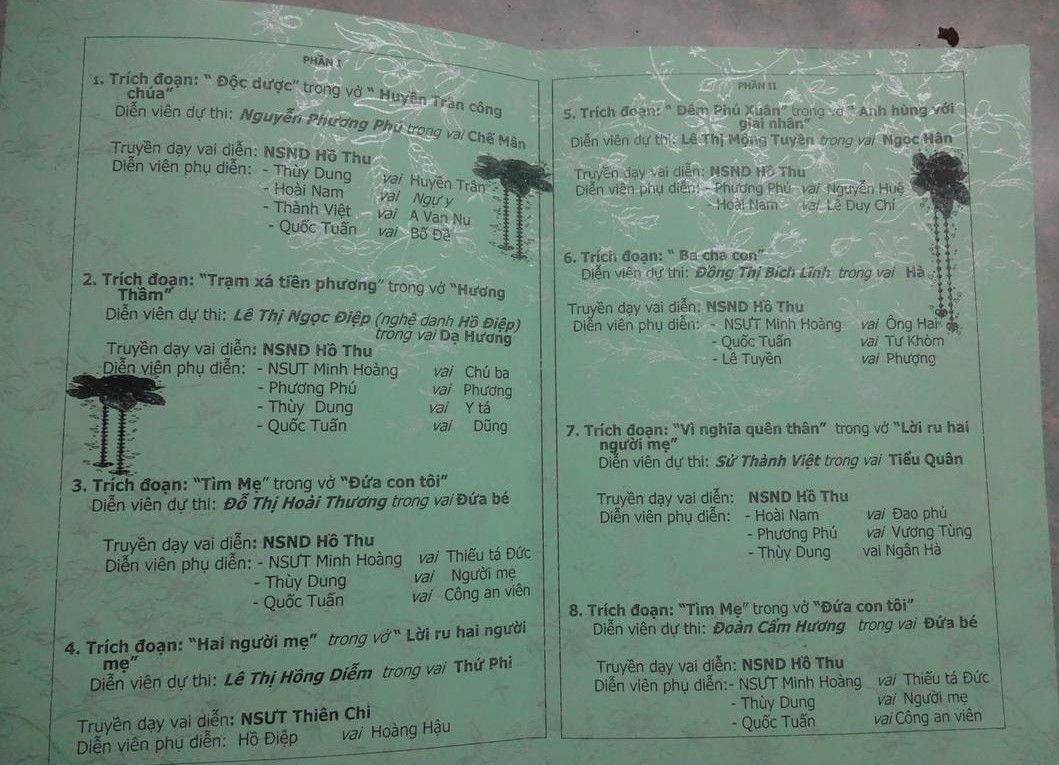 PHẦN I
1. Trích đoạn: " Độc dược" trong vở " Huyền Trân công
chúa"
Diễn viên dự thi: Nguyễn Phương Phú trong vai Chế Mân
Truyền dạy vai diễn: NSND Hồ Thu
Diễn viên phụ diễn: - Thùy Dung vai Huyền Trân
- Hoài Nam vai Ngự y
- Thành Việt vai A Vạn Nu
- Quốc Tuấn vai Bố Đề
2. Trích đoạn: "Trạm xá tiền phương" trong vở "Hương
Thầm"
Diễn viên dự thi: Lê Thị Ngọc Điệp (nghệ danh Hồ Điệp)
trong vai Dạ Hương
Truyền dạy vai diễn: NSND Hồ Thu
Diễn viên phụ diễn: - NSƯT Minh Hoàng vai Chú ba
- Phương Phú vai Phương
- Thùy Dung vai Y tá
- Quốc Tuấn vai Dũng
3. Trích đoạn: "Tìm Mẹ" trong vở "Đứa con tôi"
Diễn viên dự thi: Đỗ Thị Hoài Thương trong vai Đứa bé
Truyền dạy vai diễn: NSND Hồ Thu
Diễn viên phụ diễn: - NSƯT Minh Hoàng vai Thiếu tá Đức
- Thùy Dung vai Người mẹ
- Quốc Tuấn vai Công an viên
4. Trích đoạn: "Hai người mẹ" trong vở " Lời ru hai người
mẹ"
Diễn viên dự thi: Lê Thị Hồng Diễm trong vai Thứ Phi
Truyền dạy vai diễn: NSƯT Thiên Chi
Diễn viên phụ diễn: Hồ Điệp vai Hoàng Hậu
PHẦN II
5. Trích đoạn: " Đêm Phú Xuân" trong vở " Anh hùng với
giai nhân"
Diễn viên dự thi: Lê Thị Mộng Tuyền trong vai Ngọc Hân
Truyền dạy vai diễn: NSND Hồ Thu
Diễn viên phụ diễn: - Phương Phú vai Nguyễn Huệ
- Hoài Nam vai Lê Duy Chí
6. Trích đoạn: " Ba cha con"
Diễn viên dự thi: Đồng Thị Bích Lĩnh trong vai Hà
Truyền dạy vai diễn: NSND Hồ Thu
Diễn viên phụ diễn: - NSƯT Minh Hoàng vai Ông Hai
- Quốc Tuấn vai Tư Khòm
- Lê Tuyền vai Phượng
7. Trích đoạn: "Vì nghĩa quên thân" trong vở "Lời ru hai
người mẹ"
Diễn viên dự thi: Sử Thành Việt trong vai Tiểu Quân
Truyền dạy vai diễn: NSND Hồ Thu
Diễn viên phụ diễn: - Hoài Nam vai Đao phủ
- Phương Phú vai Vương Tùng
- Thùy Dung vai Ngân Hà
8. Trích đoạn: "Tìm Mẹ" trong vở "Đứa con tôi"
Diễn viên dự thi: Đoàn Cẩm Hương trong vai Đứa bé
Truyền dạy vai diễn: NSND Hồ Thu
Diễn viên phụ diễn:- NSƯT Minh Hoàng vai Thiếu tá Đức
- Thùy Dung vai Người mẹ
- Quốc Tuấn vai Công an viên